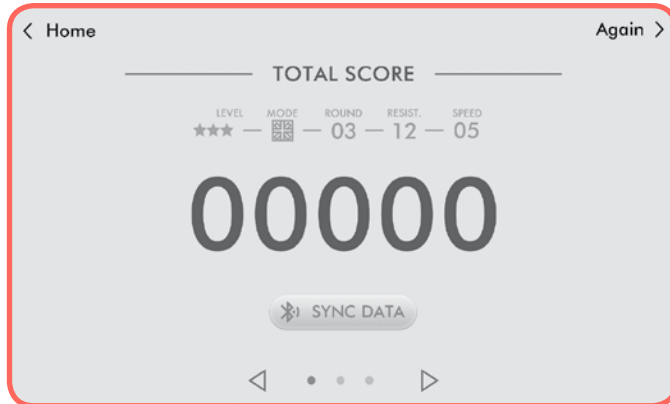 Home
Again
TOTAL SCORE
LEVEL MODE ROUND RESIST. SPEED
03 12 05
00000
SYNC DATA